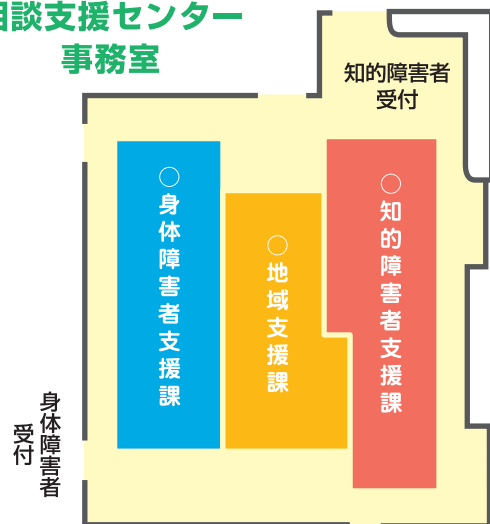 相談支援センター
事務室
知的障害者
受付
○身体障害者支援課
○地域支援課
○知的障害者支援課
身体障害者
受付